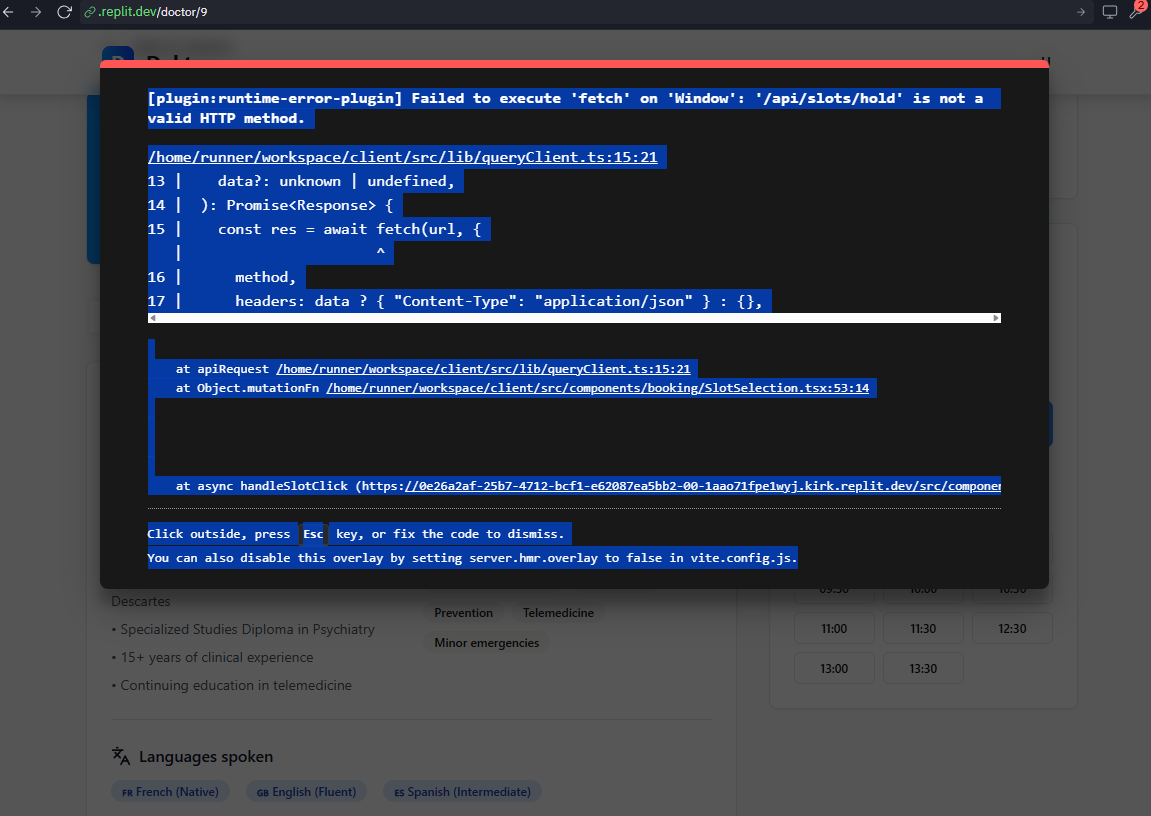 .replit.dev/doctor/9
2
[plugin:runtime-error-plugin] Failed to execute 'fetch' on 'Window': '/api/slots/hold' is not a
valid HTTP method.
/home/runner/workspace/client/src/lib/queryClient.ts:15:21
13 | data?: unknown | undefined,
14 | ): Promise<Response> {
15 | const res = await fetch(url, {
| ^
16 | method,
17 | headers: data ? { "Content-Type": "application/json" } : {},
at apiRequest /home/runner/workspace/client/src/lib/queryClient.ts:15:21
at Object.mutationFn /home/runner/workspace/client/src/components/booking/SlotSelection.tsx:53:14
at async handleSlotClick (https://0e26a2af-25b7-4712-bcf1-e62087ea5bb2-00-1aao71fpe1wyj.kirk.replit.dev/src/componen
Click outside, press Esc key, or fix the code to dismiss.
You can also disable this overlay by setting server.hmr.overlay to false in vite.config.js.
Descartes
• Specialized Studies Diploma in Psychiatry
• 15+ years of clinical experience
• Continuing education in telemedicine
Prevention Telemedicine
Minor emergencies
09:30 10:00 10:30
11:00 11:30 12:30
13:00 13:30
Languages spoken
FR French (Native) GB English (Fluent) ES Spanish (Intermediate)